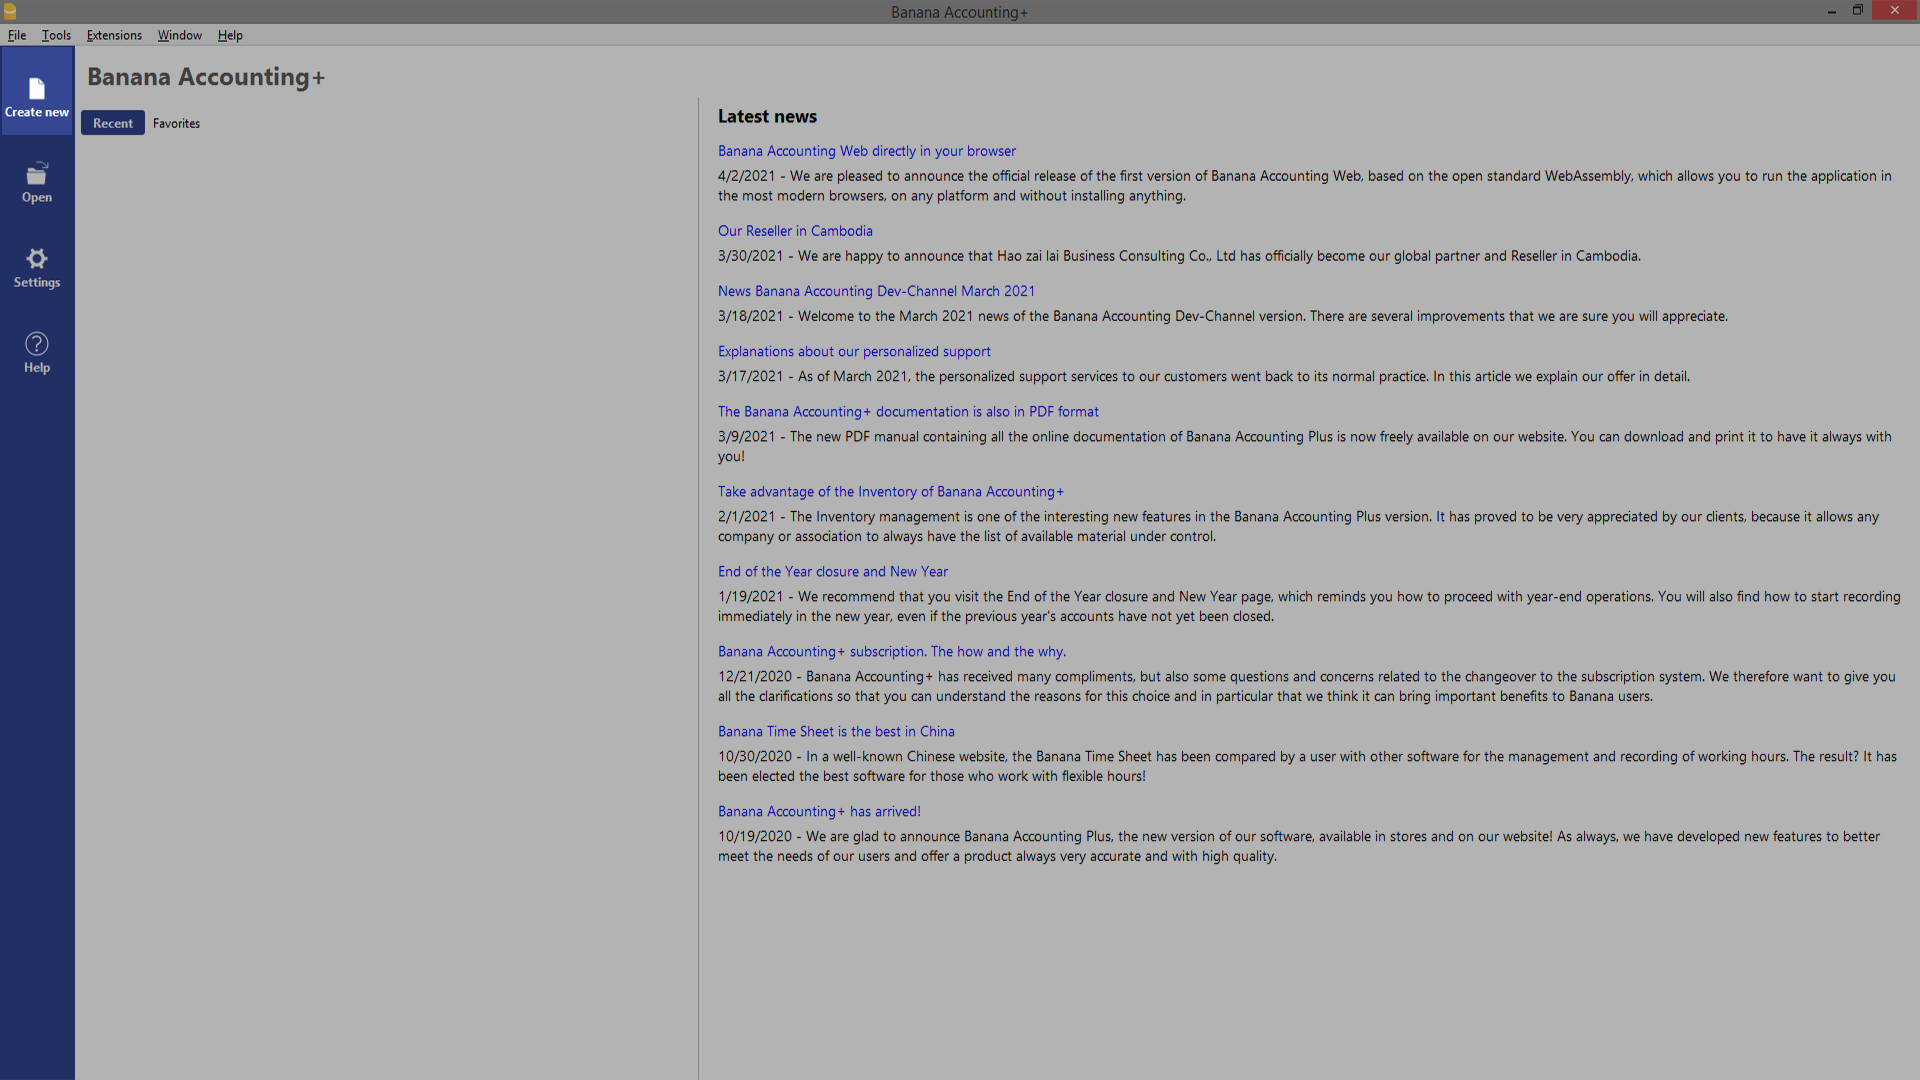 Banana Accounting+
File Tools Extensions Window Help
Create new
Open
Settings
Help
Banana Accounting+
Recent Favorites
Latest news
Banana Accounting Web directly in your browser
4/2/2021 - We are pleased to announce the official release of the first version of Banana Accounting Web, based on the open standard WebAssembly, which allows you to run the application in
the most modern browsers, on any platform and without installing anything.
Our Reseller in Cambodia
3/30/2021 - We are happy to announce that Hao zai lai Business Consulting Co., Ltd has officially become our global partner and Reseller in Cambodia.
News Banana Accounting Dev-Channel March 2021
3/18/2021 - Welcome to the March 2021 news of the Banana Accounting Dev-Channel version. There are several improvements that we are sure you will appreciate.
Explanations about our personalized support
3/17/2021 - As of March 2021, the personalized support services to our customers went back to its normal practice. In this article we explain our offer in detail.
The Banana Accounting+ documentation is also in PDF format
3/9/2021 - The new PDF manual containing all the online documentation of Banana Accounting Plus is now freely available on our website. You can download and print it to have it always with
you!
Take advantage of the Inventory of Banana Accounting+
2/1/2021 - The Inventory management is one of the interesting new features in the Banana Accounting Plus version. It has proved to be very appreciated by our clients, because it allows any
company or association to always have the list of available material under control.
End of the Year closure and New Year
1/19/2021 - We recommend that you visit the End of the Year closure and New Year page, which reminds you how to proceed with year-end operations. You will also find how to start recording
immediately in the new year, even if the previous year's accounts have not yet been closed.
Banana Accounting+ subscription. The how and the why.
12/21/2020 - Banana Accounting+ has received many compliments, but also some questions and concerns related to the changeover to the subscription system. We therefore want to give you
all the clarifications so that you can understand the reasons for this choice and in particular that we think it can bring important benefits to Banana users.
Banana Time Sheet is the best in China
10/30/2020 - In a well-known Chinese website, the Banana Time Sheet has been compared by a user with other software for the management and recording of working hours. The result? It has
been elected the best software for those who work with flexible hours!
Banana Accounting+ has arrived!
10/19/2020 - We are glad to announce Banana Accounting Plus, the new version of our software, available in stores and on our website! As always, we have developed new features to better
meet the needs of our users and offer a product always very accurate and with high quality.